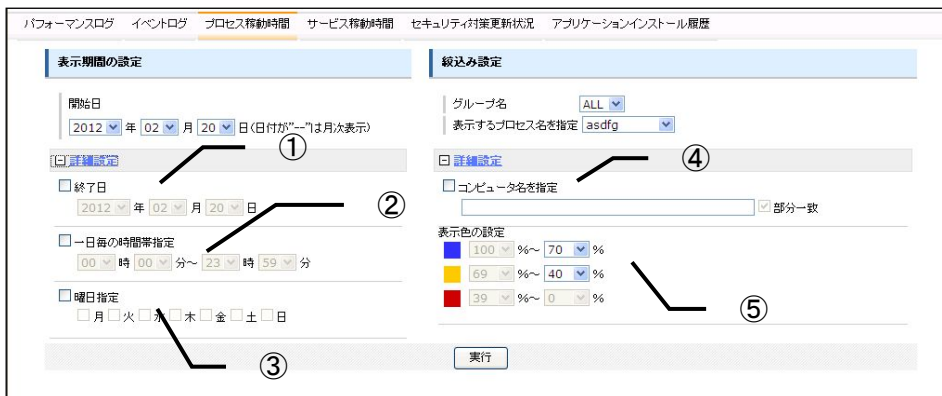 パフォーマンスログ イベントログ プロセス稼動時間 サービス稼動時間 セキュリティ対策更新状況 アプリケーションインストール履歴
表示期間の設定
開始日
2012 年 02 月 20 日(日付が"--"は月次表示)
詳細設定
①
終了日
2012 年 02 月 20 日
②
一日毎の時間帯指定
00 時 00 分～ 23 時 59 分
曜日指定
月 火 水 木 金 土 日
③
絞込み設定
グループ名 ALL
表示するプロセス名を指定 asdfg
④
詳細設定
コンピュータ名を指定
部分一致
表示色の設定
100 %～ 70 %
69 %～ 40 %
39 %～ 0 %
⑤
実行